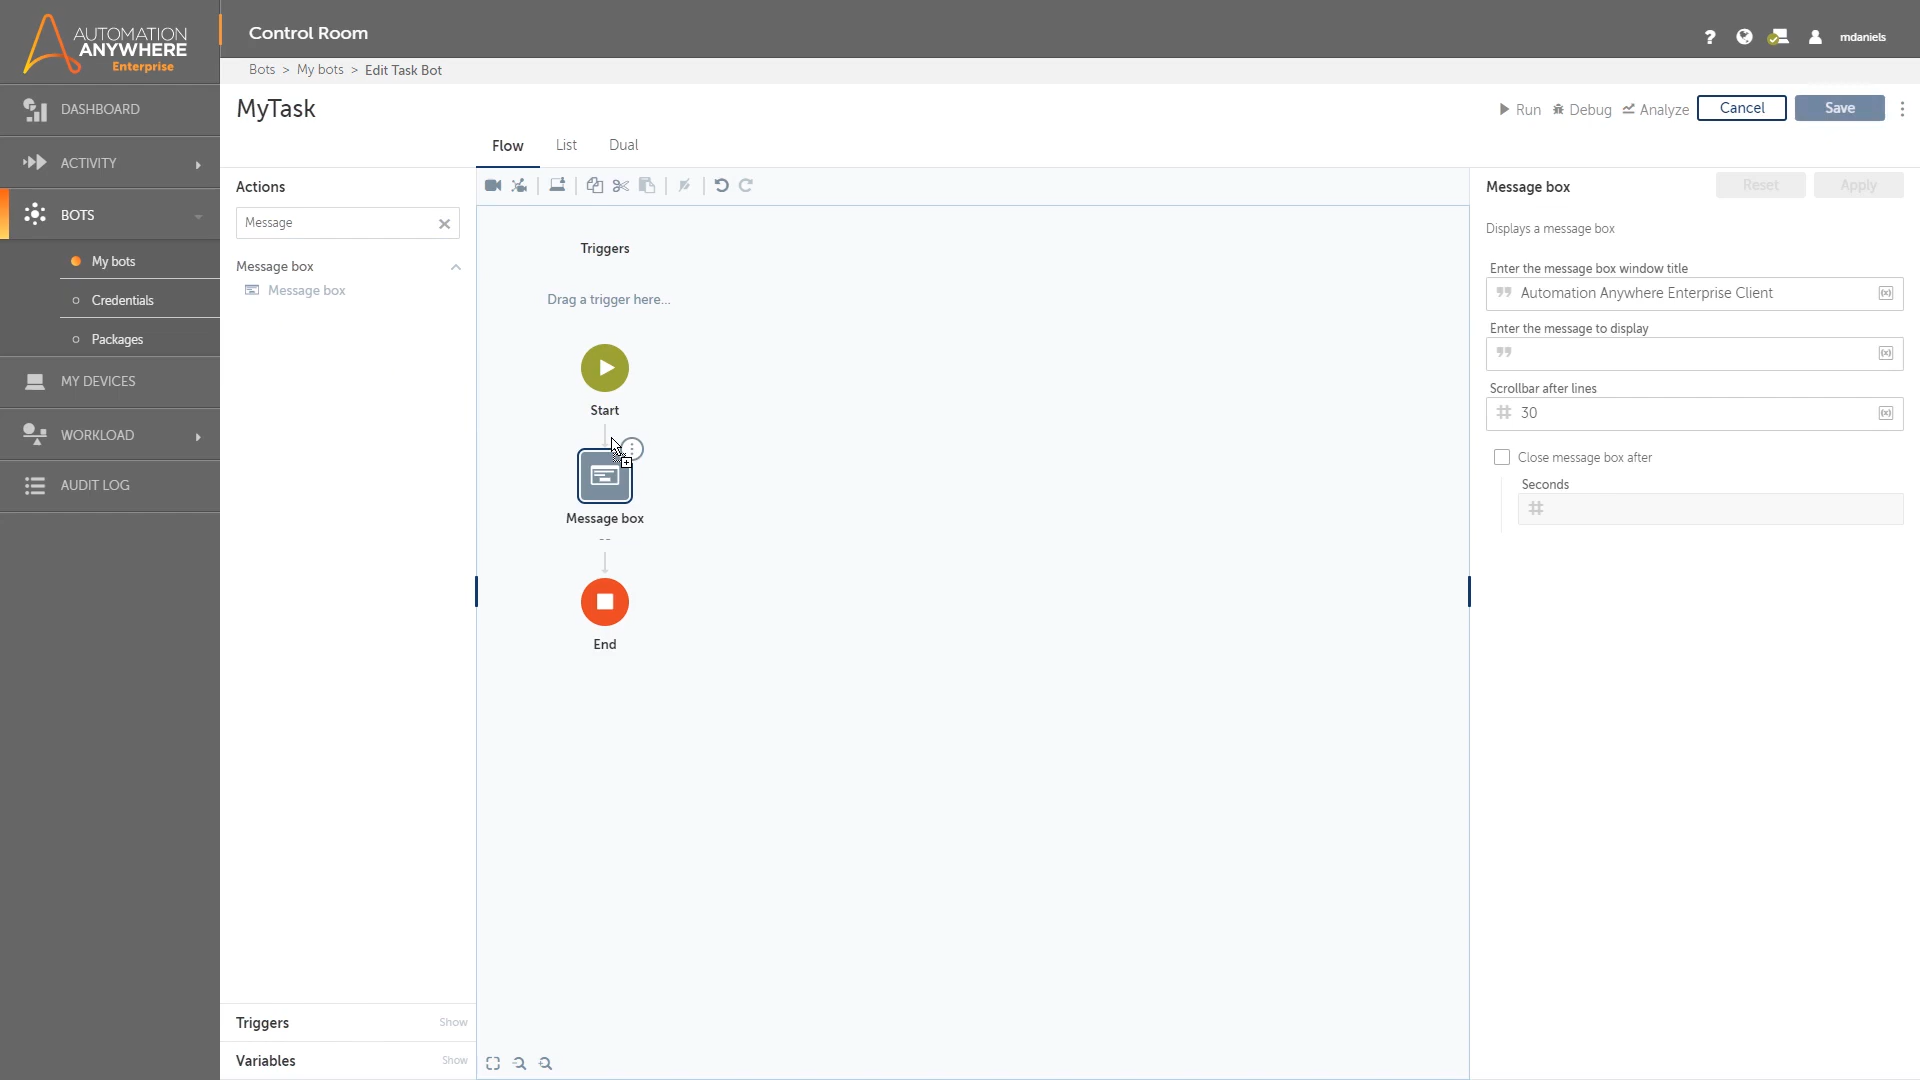 AUTOMATION
ANYWHERE
Enterprise
Control Room
? mdaniels
Bots > My bots > Edit Task Bot
DASHBOARD
ACTIVITY
BOTS
My bots
Credentials
Packages
MY DEVICES
WORKLOAD
AUDIT LOG
MyTask
Run Debug Analyze Cancel Save
Flow List Dual
Actions
Message
Message box
Message box
Triggers Show
Variables Show
Triggers
Drag a trigger here...
Start
Message box
--
End
Message box Reset Apply
Displays a message box
Enter the message box window title
Automation Anywhere Enterprise Client (x)
Enter the message to display
(x)
Scrollbar after lines
# 30 (x)
Close message box after
Seconds
#